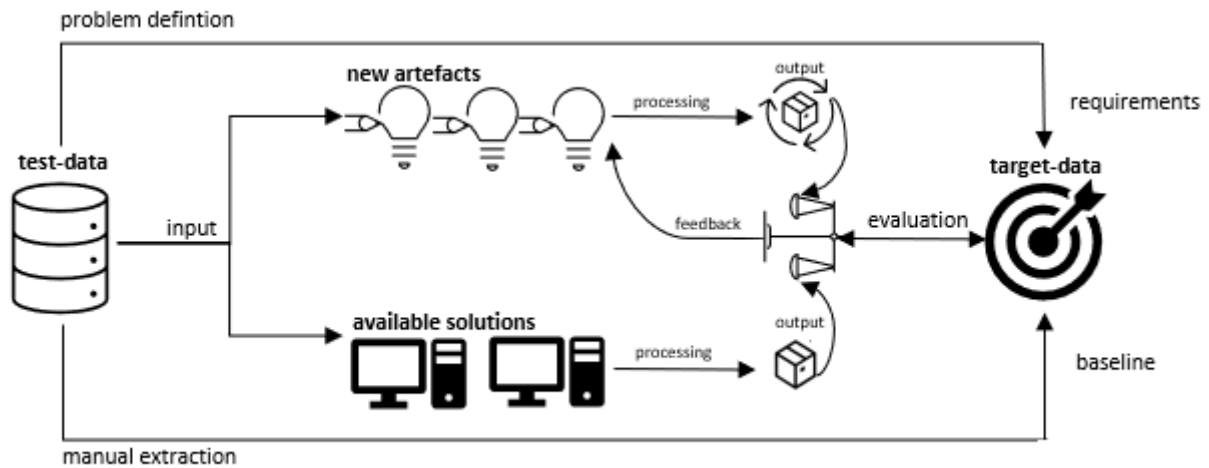 problem defintion
new artefacts
output
processing
requirements
test-data
target-data
input
feedback
evaluation
available solutions
output
processing
baseline
manual extraction